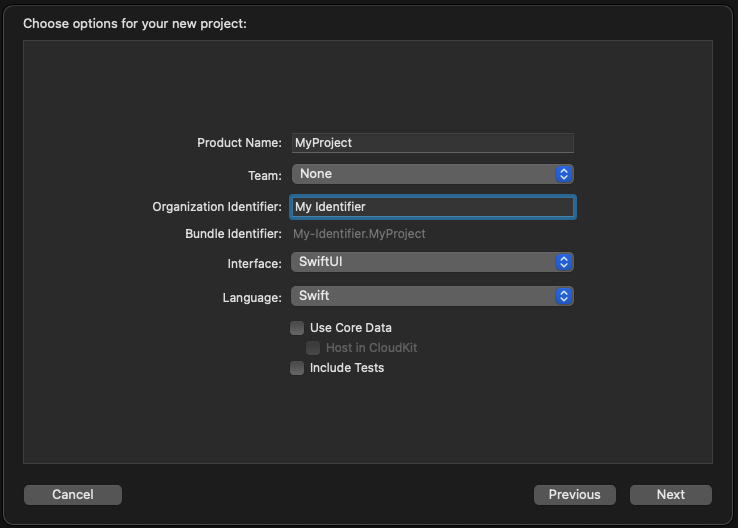 Choose options for your new project:
Product Name: MyProject
Team: None
Organization Identifier: My Identifier
Bundle Identifier: My-Identifier.MyProject
Interface: SwiftUI
Language: Swift
Use Core Data
Host in CloudKit
Include Tests
Cancel Previous Next